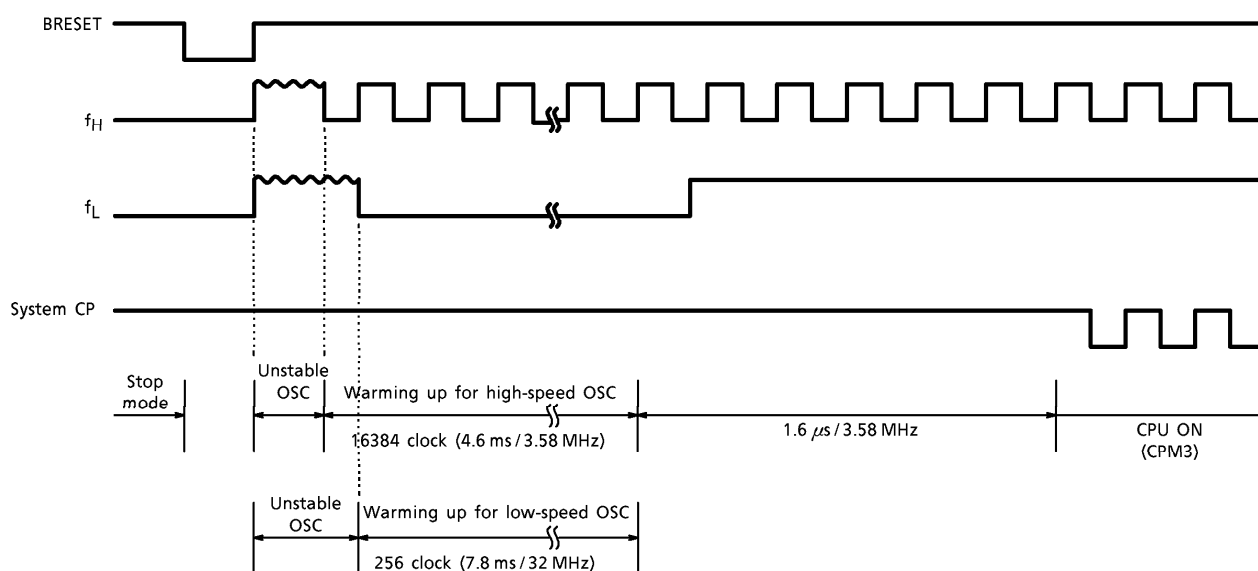 BRESET
fH
fL
System CP
Stop
mode
Unstable
OSC
Warming up for high-speed OSC
16384 clock (4.6 ms / 3.58 MHz)
1.6 μs / 3.58 MHz
CPU ON
(CPM3)
Unstable
OSC
Warming up for low-speed OSC
256 clock (7.8 ms / 32 MHz)